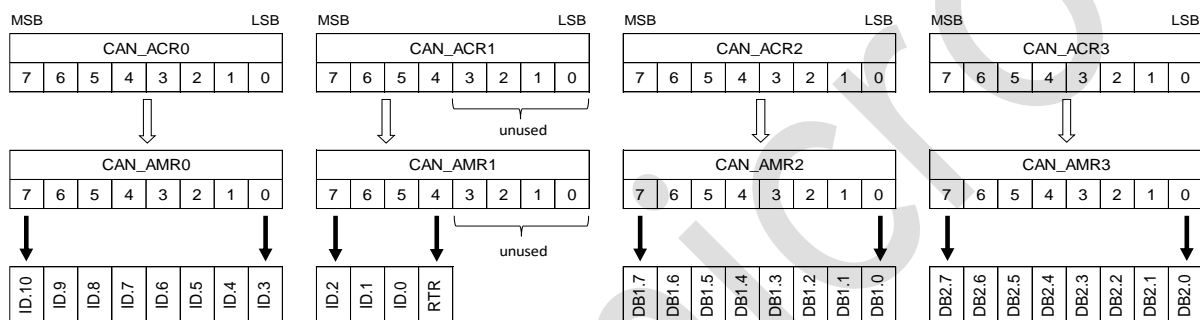 MSB LSB MSB LSB MSB LSB MSB LSB
CAN_ACR0 CAN_ACR1 CAN_ACR2 CAN_ACR3
7 6 5 4 3 2 1 0 7 6 5 4 3 2 1 0 7 6 5 4 3 2 1 0 7 6 5 4 3 2 1 0
unused
CAN_AMR0 CAN_AMR1 CAN_AMR2 CAN_AMR3
7 6 5 4 3 2 1 0 7 6 5 4 3 2 1 0 7 6 5 4 3 2 1 0 7 6 5 4 3 2 1 0
unused
ID.10 ID.9 ID.8 ID.7 ID.6 ID.5 ID.4 ID.3 ID.2 ID.1 ID.0 RTR DB1.7 DB1.6 DB1.5 DB1.4 DB1.3 DB1.2 DB1.1 DB1.0 DB2.7 DB2.6 DB2.5 DB2.4 DB2.3 DB2.2 DB2.1 DB2.0